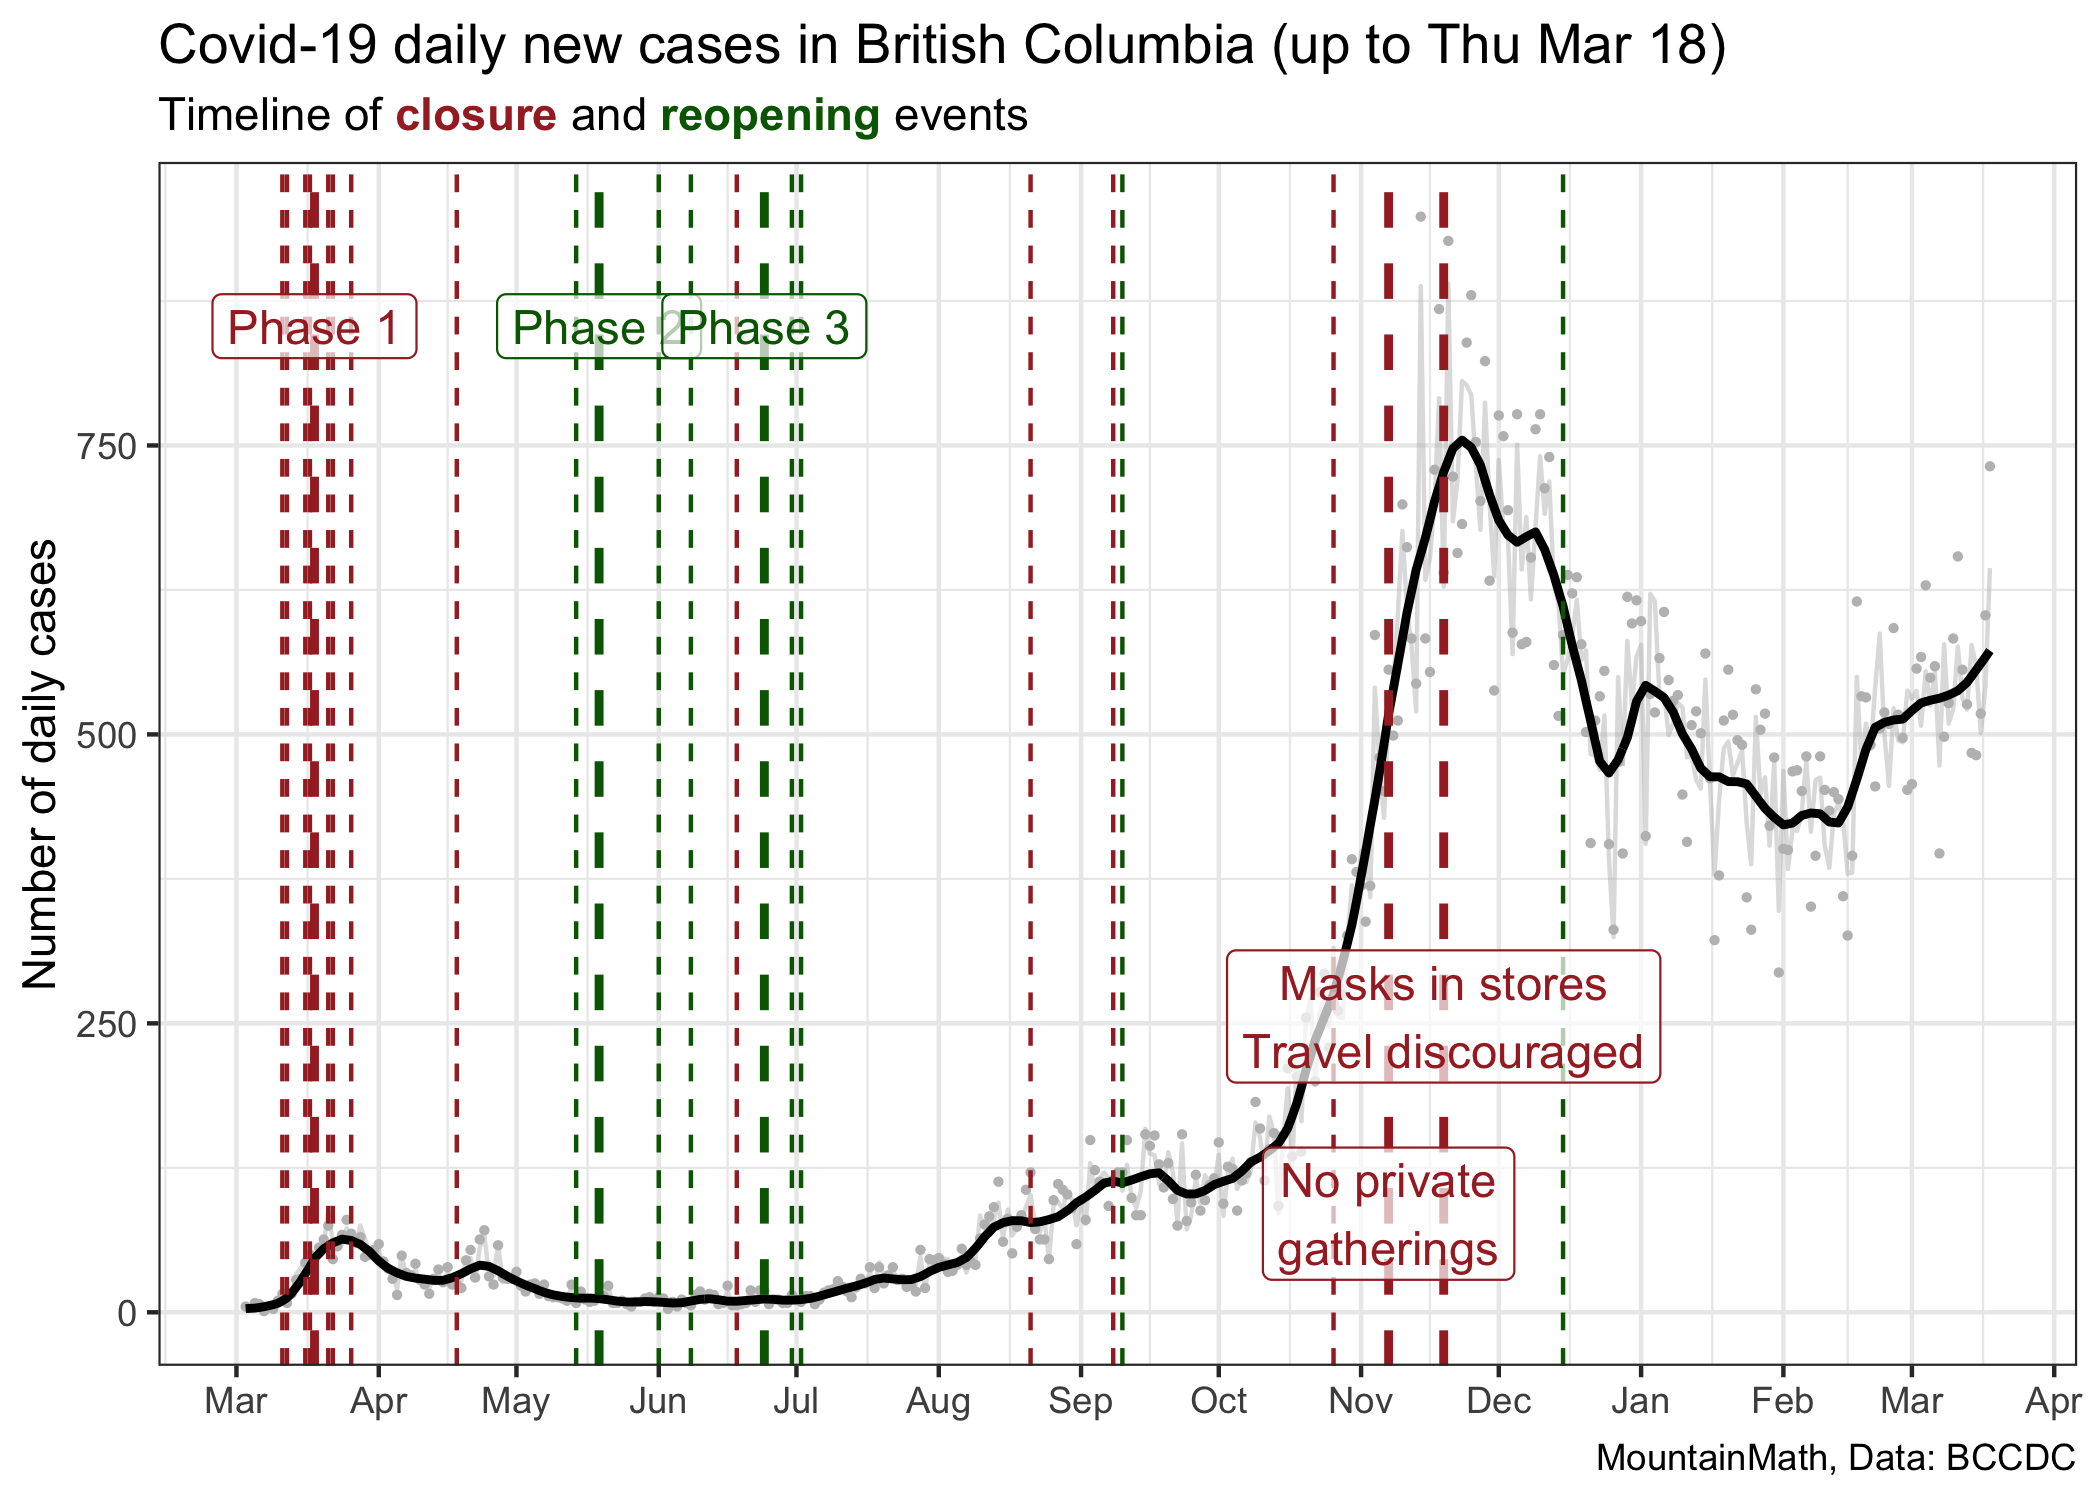 Covid-19 daily new cases in British Columbia (up to Thu Mar 18)
Timeline of closure and reopening events
Phase 1
Phase 2
Phase 3
Masks in stores
Travel discouraged
No private
gatherings
Number of daily cases
750
500
250
0
Mar Apr May Jun Jul Aug Sep Oct Nov Dec Jan Feb Mar Apr
MountainMath, Data: BCCDC